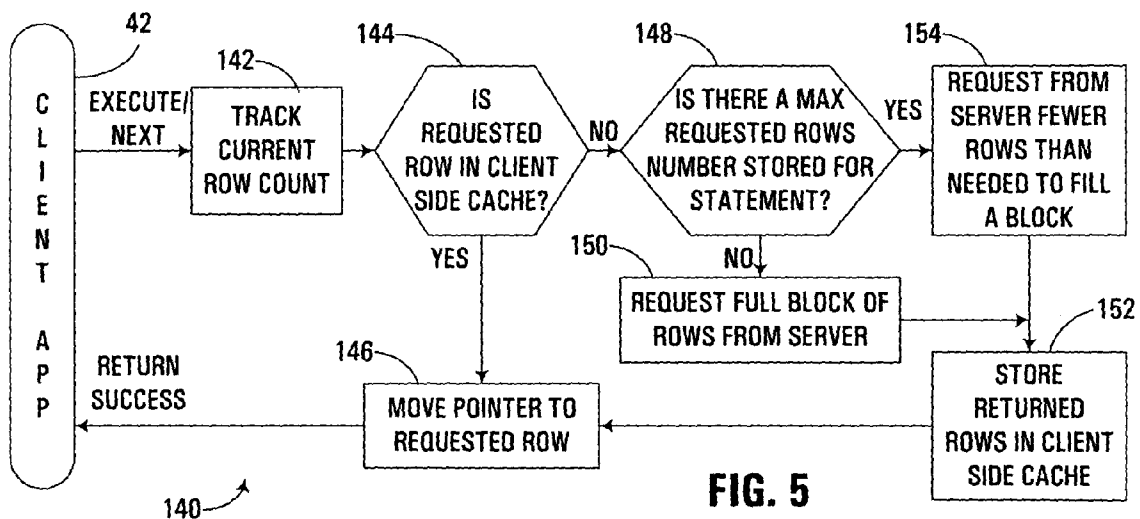 42
CLIENT APP
EXECUTE/
NEXT
142
TRACK
CURRENT
ROW COUNT
144
IS
REQUESTED
ROW IN CLIENT
SIDE CACHE?
NO
YES
148
IS THERE A MAX
REQUESTED ROWS
NUMBER STORED FOR
STATEMENT?
YES
NO
154
REQUEST FROM
SERVER FEWER
ROWS THAN
NEEDED TO FILL
A BLOCK
150
REQUEST FULL BLOCK OF
ROWS FROM SERVER
152
STORE
RETURNED
ROWS IN CLIENT
SIDE CACHE
146
MOVE POINTER TO
REQUESTED ROW
RETURN
SUCCESS
140
FIG. 5